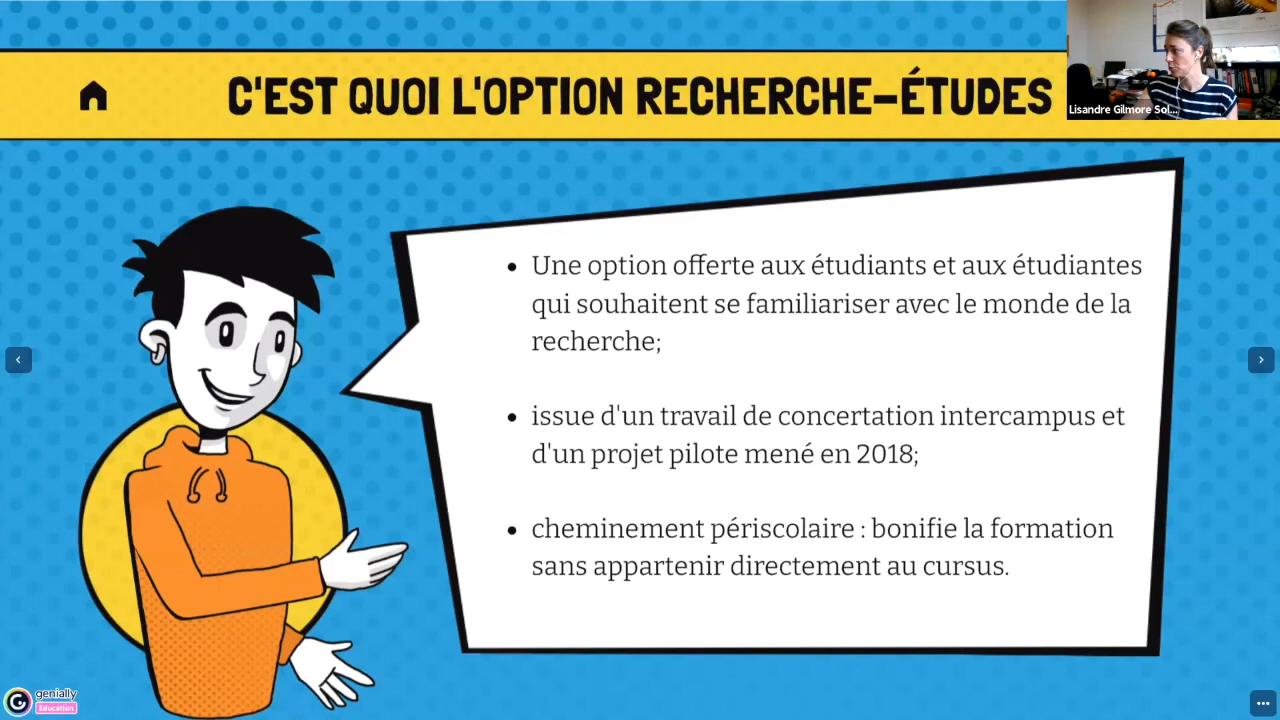 C'EST QUOI L'OPTION RECHERCHE-ÉTUDES
Lisandre Gilmore Sol...
• Une option offerte aux étudiants et aux étudiantes
qui souhaitent se familiariser avec le monde de la
recherche;
• issue d'un travail de concertation intercampus et
d'un projet pilote mené en 2018;
• cheminement périscolaire : bonifie la formation
sans appartenir directement au cursus.
genially
Education